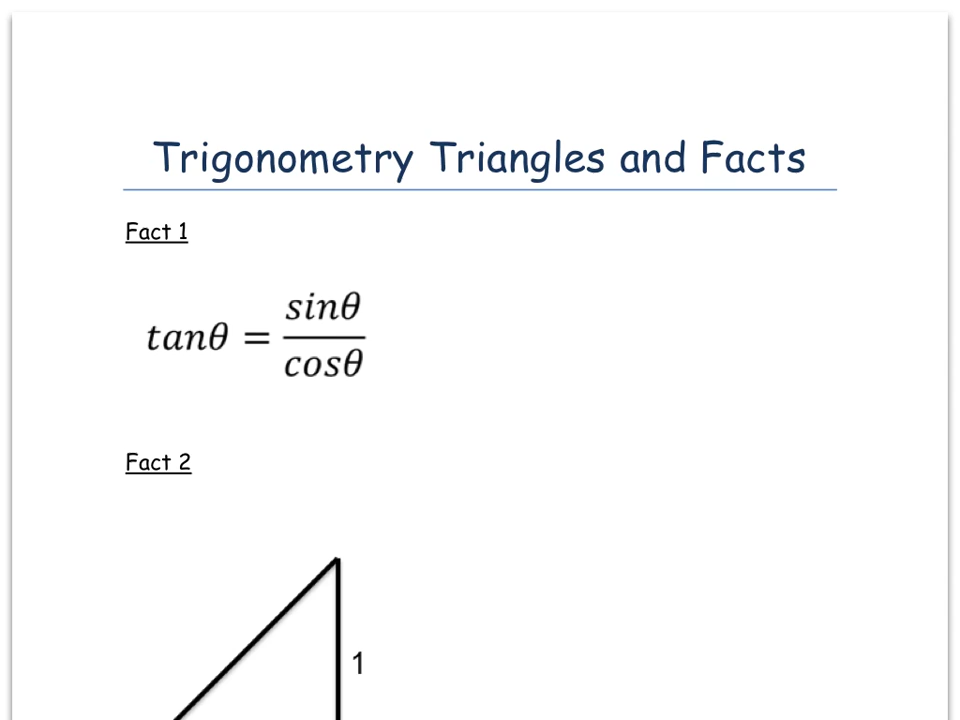 Trigonometry Triangles and Facts
Fact 1
tanθ = sinθ/cosθ
Fact 2
1